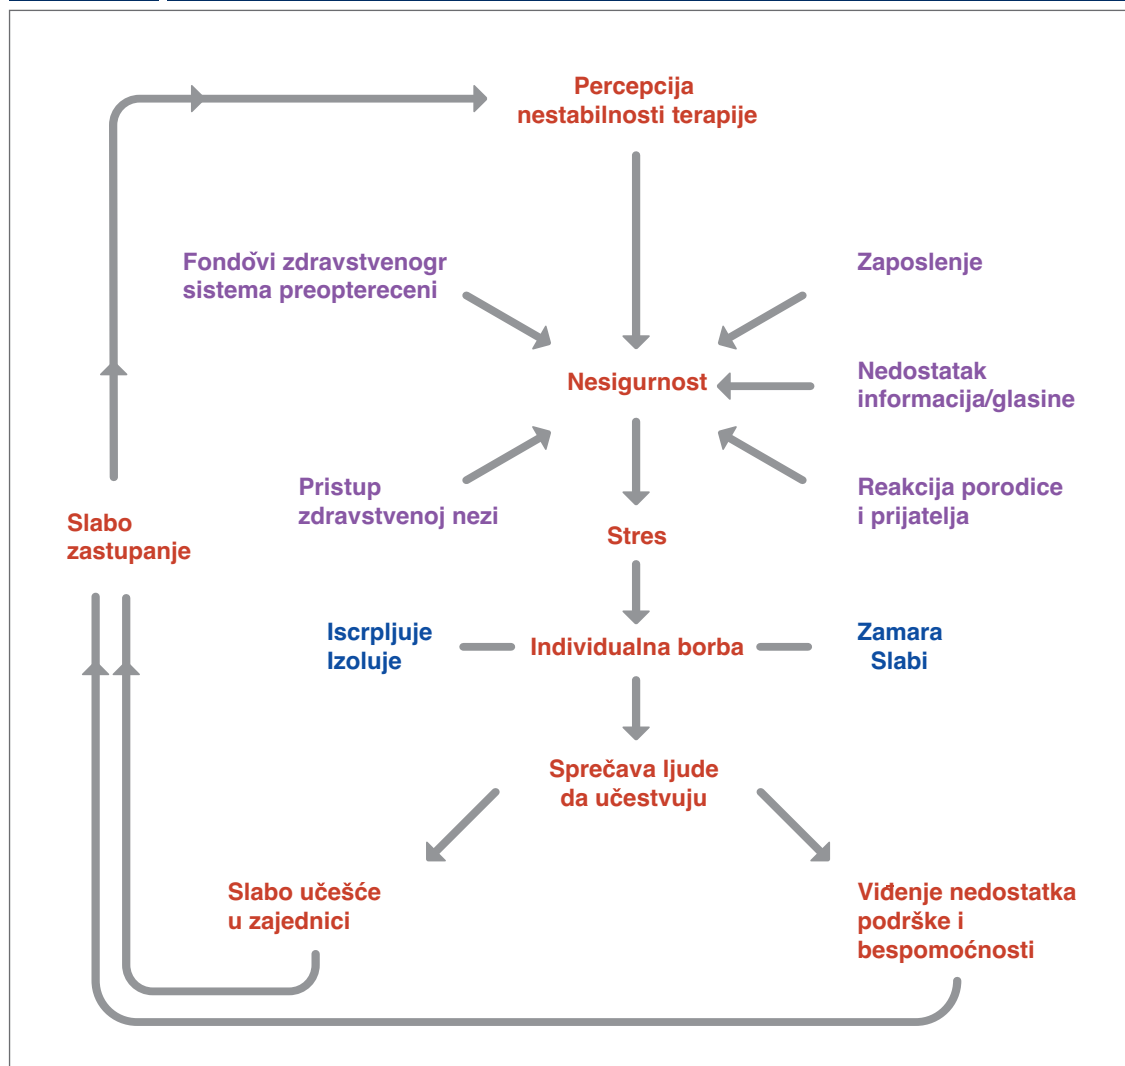 Percepcija
nestabilnosti terapije
Fondovi zdravstvenogr
sistema preoptereceni
Zaposlenje
Nesigurnost
Nedostatak
informacija/glasine
Pristup
zdravstvenoj nezi
Reakcija porodice
i prijatelja
Slabo
zastupanje
Stres
Iscrpljuje
Izoluje
Individualna borba
Zamara
Slabi
Sprečava ljude
da učestvuju
Slabo učešće
u zajednici
Viđenje nedostatka
podrške i
bespomoćnosti